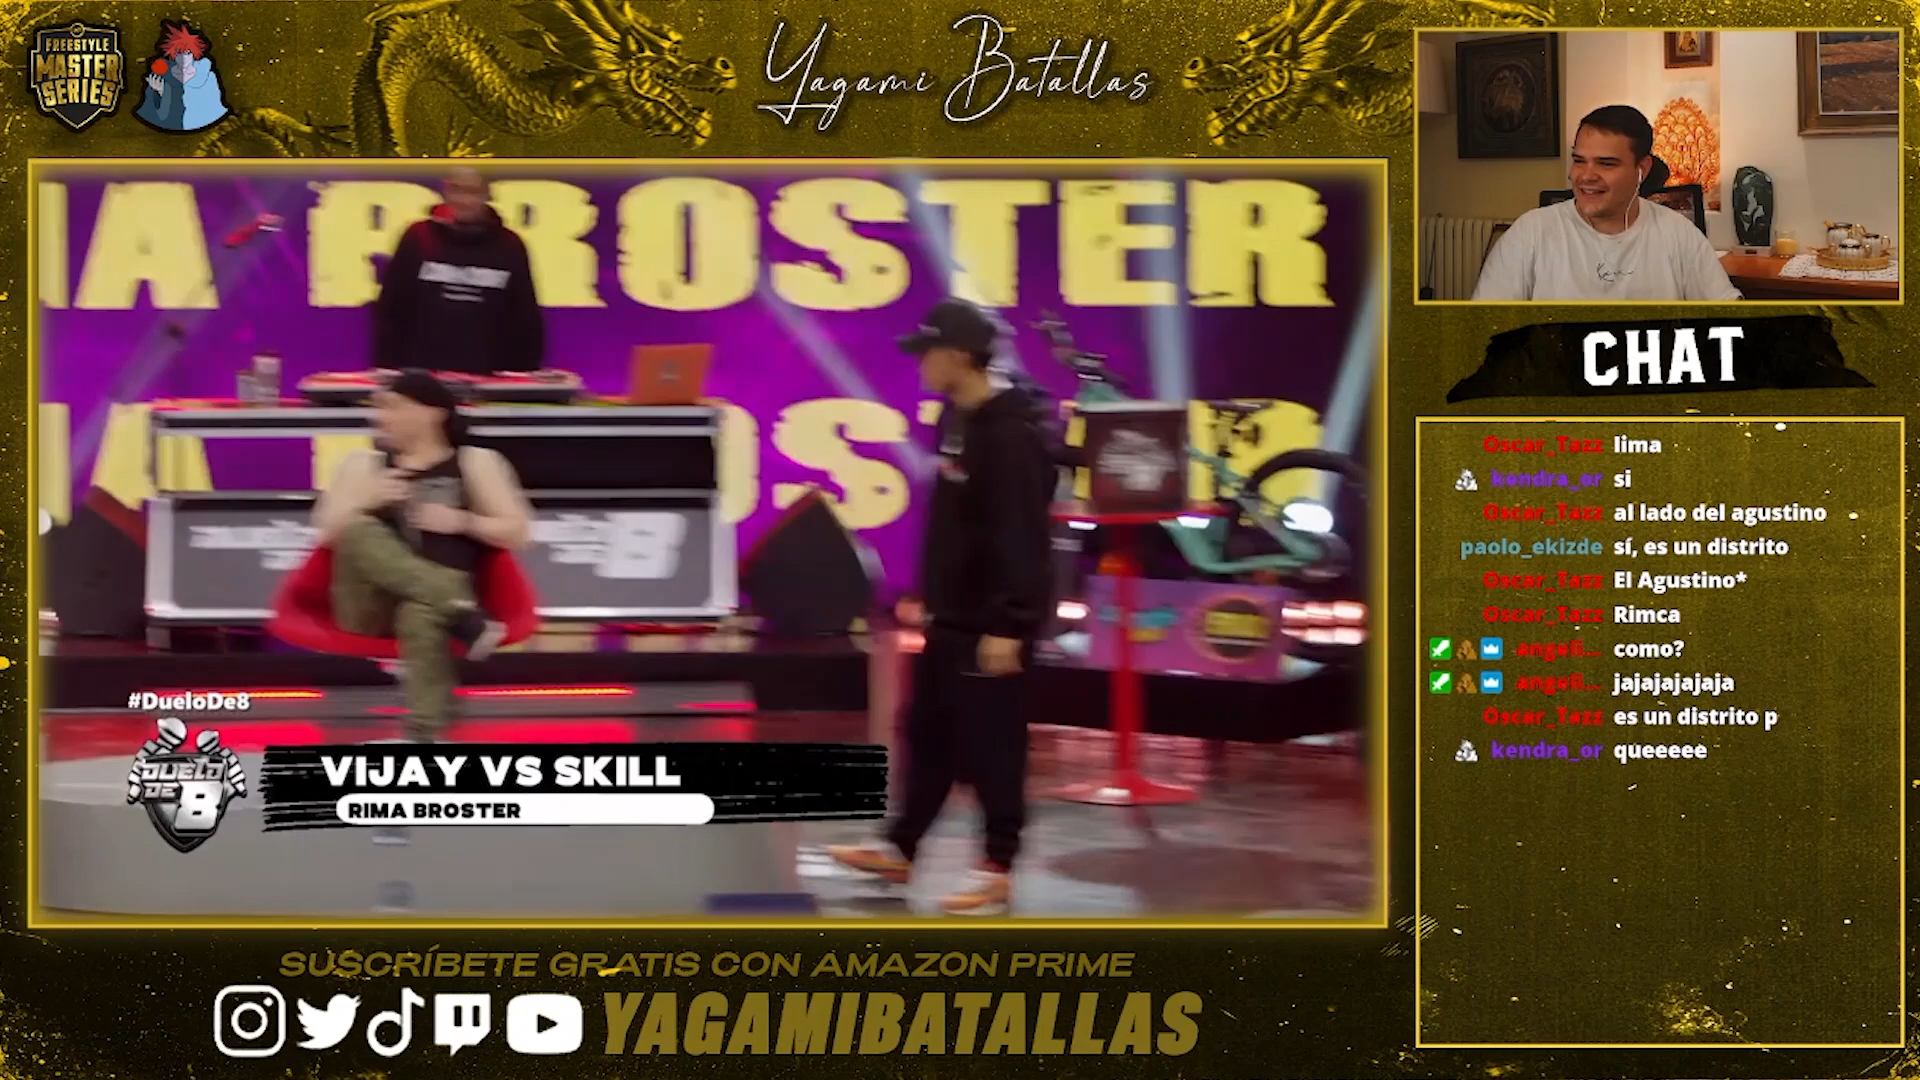 FREESTYLE
MASTER
SERIES
Yagami Batallas
IA BROSTER
#DueloDe8
DUELO
DE 8
VIJAY VS SKILL
RIMA BROSTER
CHAT
Oscar_Tazz lima
kendra_or si
Oscar_Tazz al lado del agustino
paolo_ekizde sí, es un distrito
Oscar_Tazz El Agustino*
Oscar_Tazz Rimca
angeli... como?
angeli... jajajajajaja
Oscar_Tazz es un distrito p
kendra_or queeeee
SUSCRÍBETE GRATIS CON AMAZON PRIME
YAGAMIBATALLAS